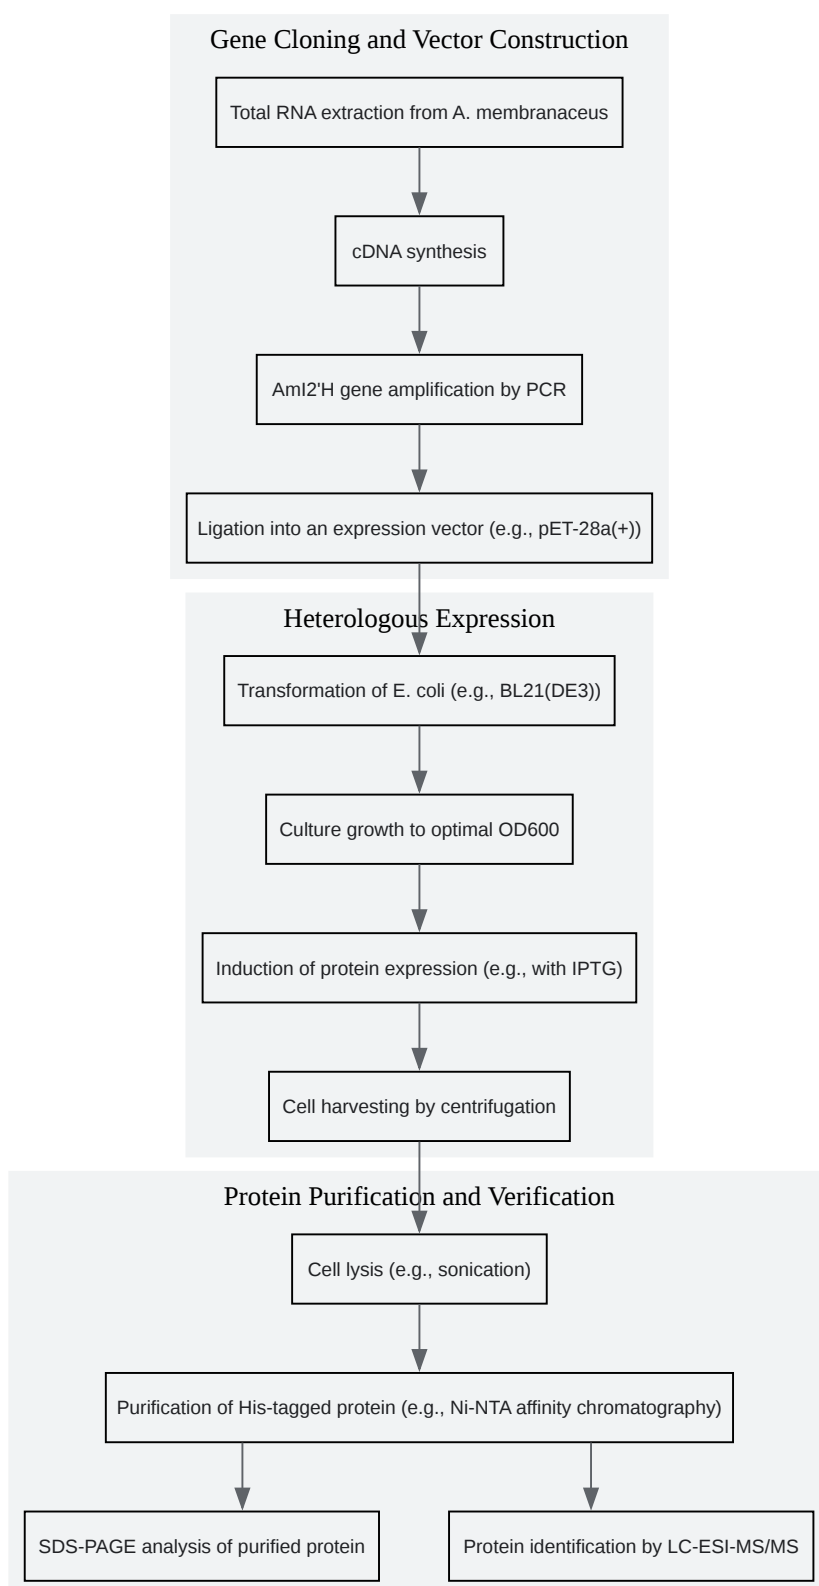 Gene Cloning and Vector Construction
Total RNA extraction from A. membranaceus
cDNA synthesis
AmI2'H gene amplification by PCR
Ligation into an expression vector (e.g., pET-28a(+))
Heterologous Expression
Transformation of E. coli (e.g., BL21(DE3))
Culture growth to optimal OD600
Induction of protein expression (e.g., with IPTG)
Cell harvesting by centrifugation
Protein Purification and Verification
Cell lysis (e.g., sonication)
Purification of His-tagged protein (e.g., Ni-NTA affinity chromatography)
SDS-PAGE analysis of purified protein
Protein identification by LC-ESI-MS/MS